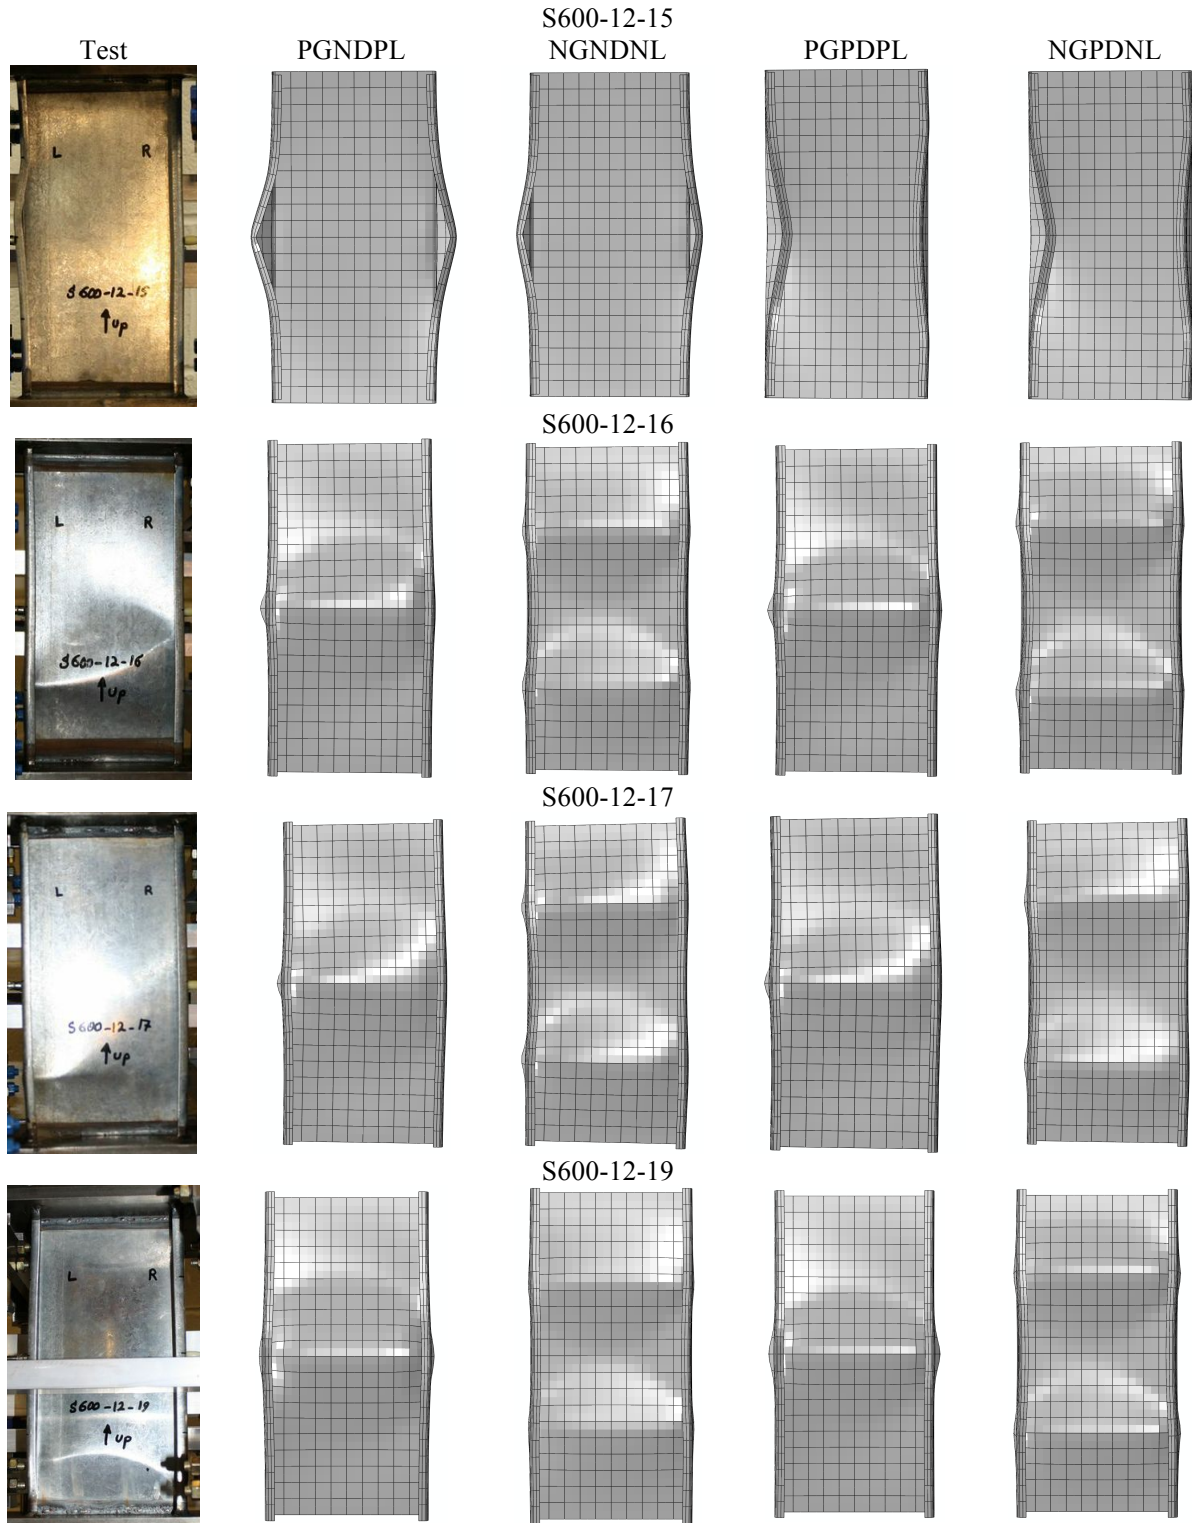 S600-12-15
Test PGNDPL NGNDNL PGPDPL NGPDNL
L R
S600-12-15
↑ up
S600-12-16
L R
S600-12-16
↑ up
S600-12-17
L R
S600-12-17
↑ up
S600-12-19
L R
S600-12-19
↑ up